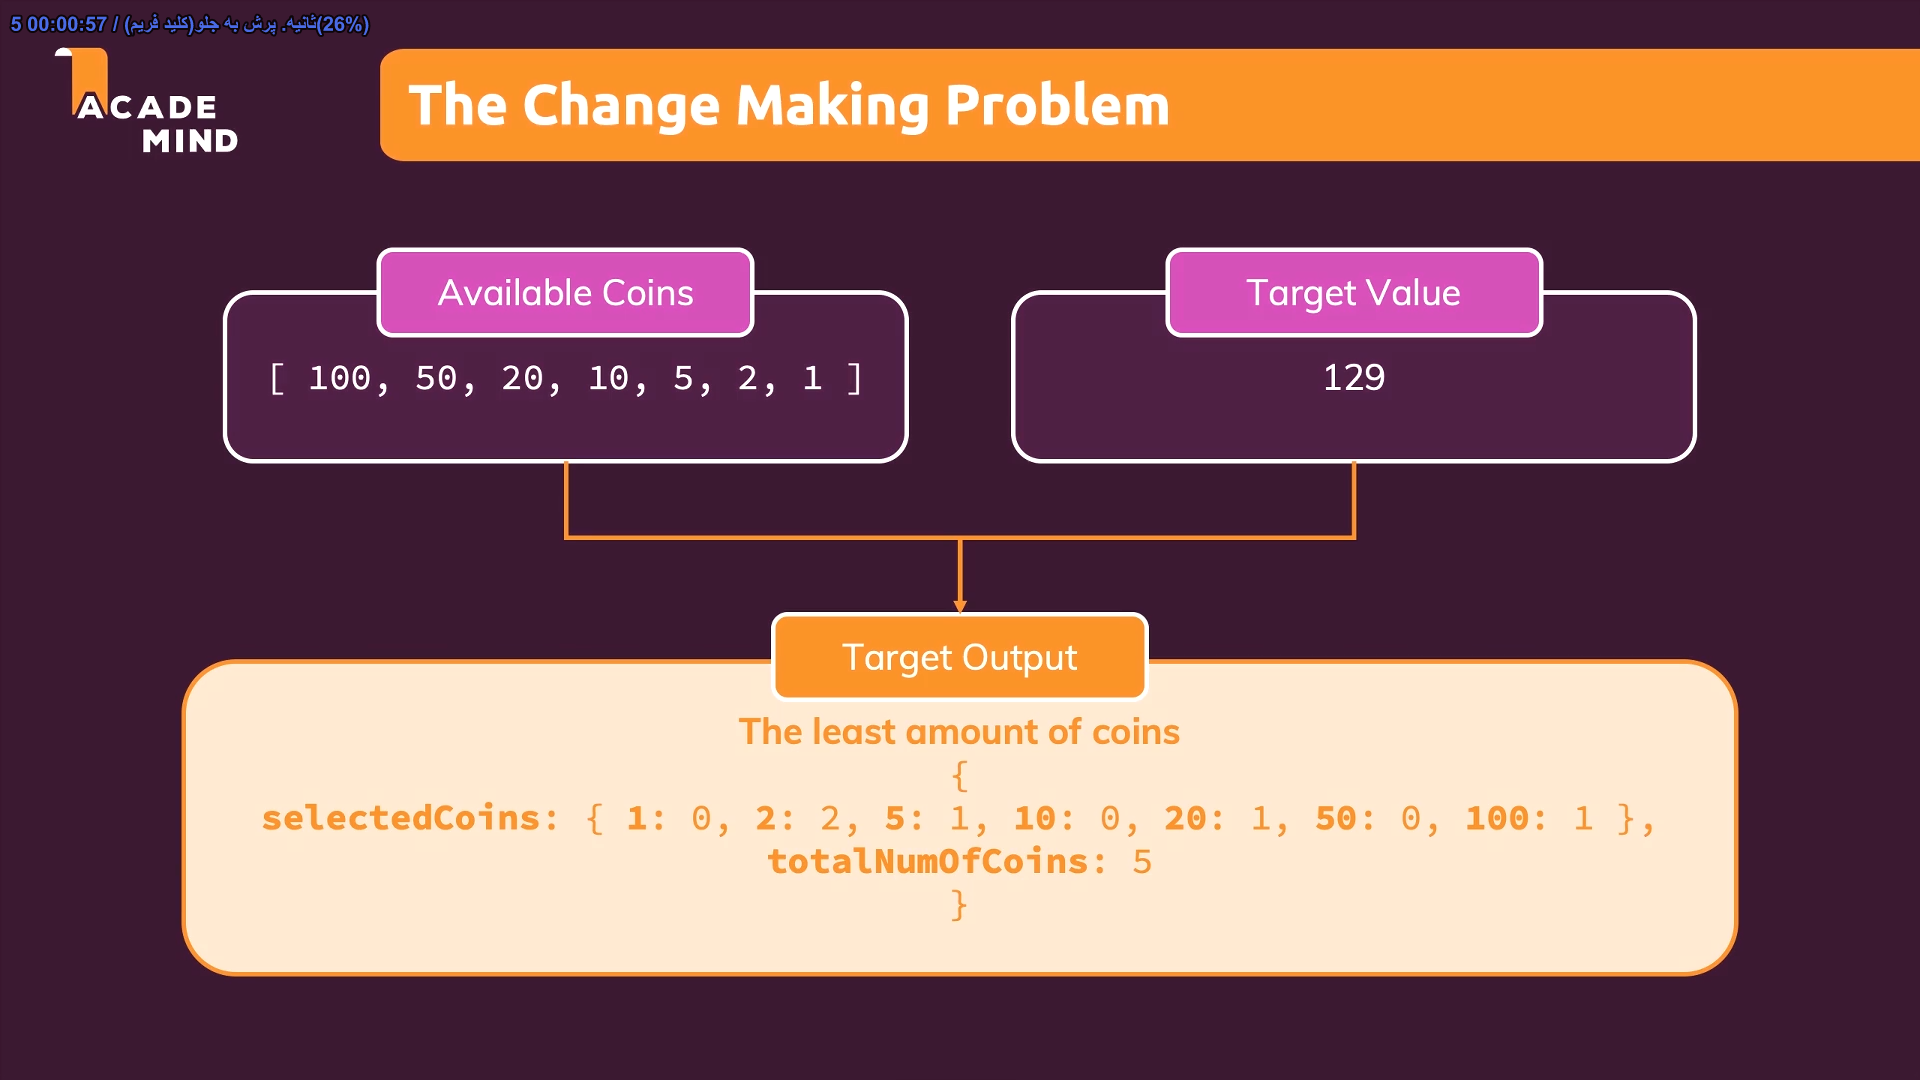 5 00:00:57 / (کلید فریم)ثانیه. پرش به جلو(26%)
ACADE
MIND
The Change Making Problem
Available Coins
[ 100, 50, 20, 10, 5, 2, 1 ]
Target Value
129
Target Output
The least amount of coins
{
selectedCoins: { 1: 0, 2: 2, 5: 1, 10: 0, 20: 1, 50: 0, 100: 1 },
totalNumOfCoins: 5
}